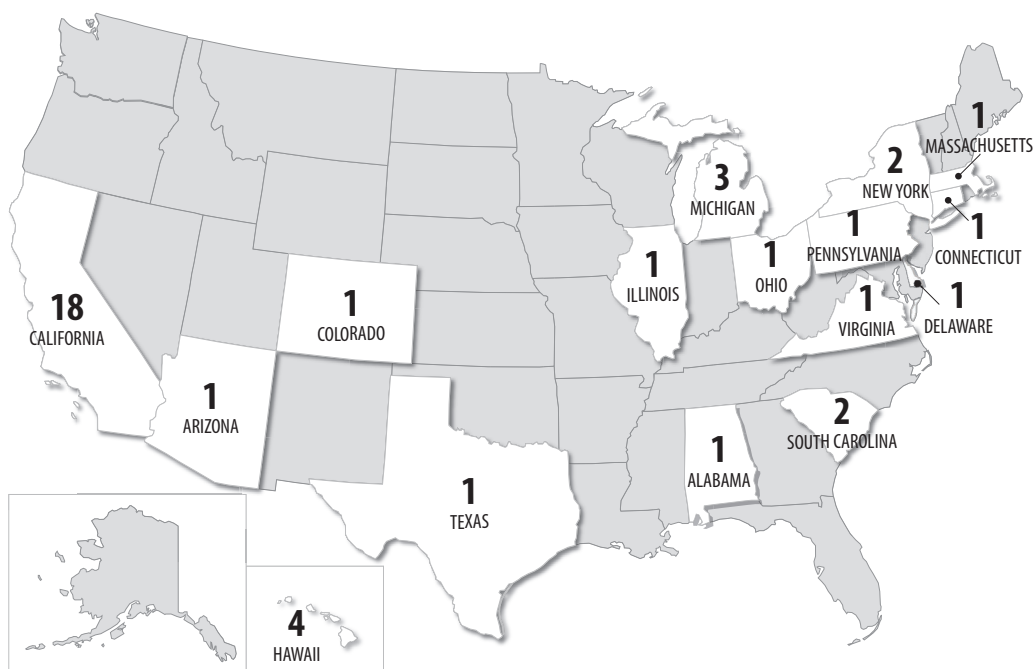 1
MASSACHUSETTS
2
NEW YORK
3
MICHIGAN
1
PENNSYLVANIA
1
CONNECTICUT
1
OHIO
1
ILLINOIS
1
VIRGINIA
1
DELAWARE
18
CALIFORNIA
1
COLORADO
1
ARIZONA
2
SOUTH CAROLINA
1
ALABAMA
1
TEXAS
4
HAWAII